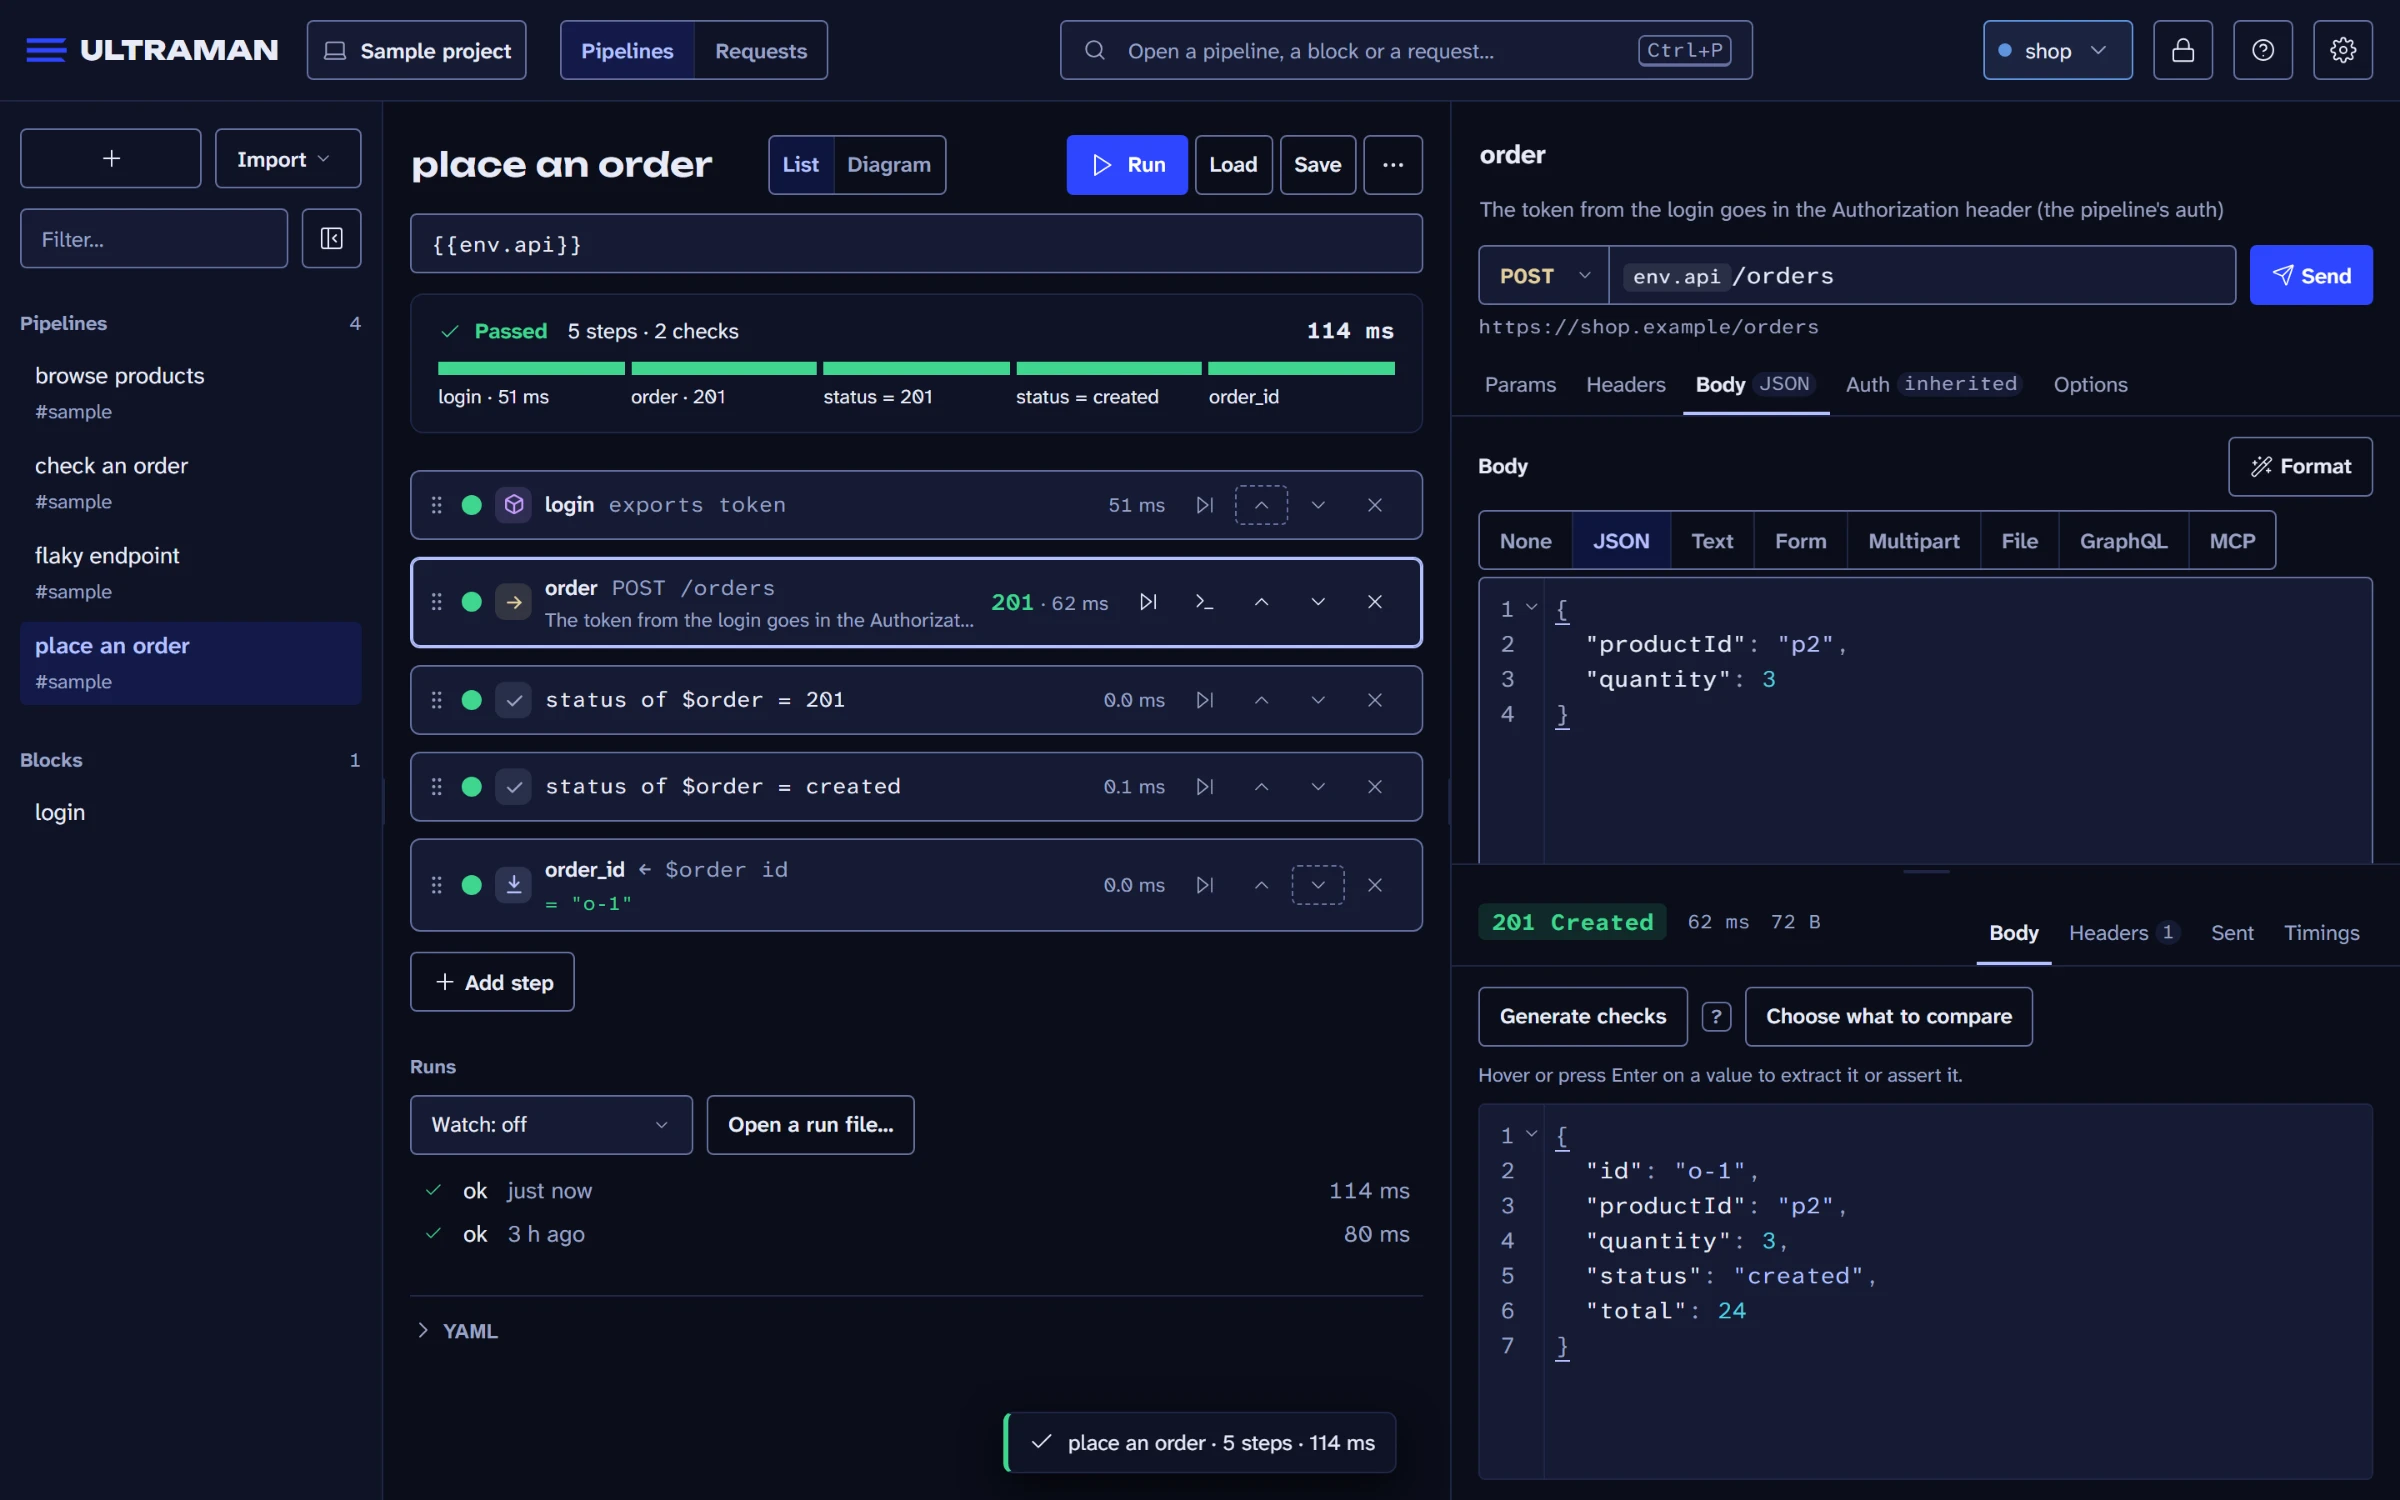 ULTRAMAN
Sample project
Pipelines
Requests
Open a pipeline, a block or a request...
Ctrl+P
shop
Import
Filter...
Pipelines 4
browse products
#sample
check an order
#sample
flaky endpoint
#sample
place an order
#sample
Blocks 1
login
place an order
List
Diagram
Run
Load
Save
{{env.api}}
Passed 5 steps · 2 checks 114 ms
login · 51 ms
order · 201
status = 201
status = created
order_id
login exports token 51 ms
order POST /orders
The token from the login goes in the Authorizat...
201 · 62 ms
status of $order = 201 0.0 ms
status of $order = created 0.1 ms
order_id ← $order id
= "o-1"
0.0 ms
+ Add step
Runs
Watch: off
Open a run file...
ok just now 114 ms
ok 3 h ago 80 ms
YAML
place an order · 5 steps · 114 ms
order
The token from the login goes in the Authorization header (the pipeline's auth)
POST
env.api/orders
Send
https://shop.example/orders
Params
Headers
Body JSON
Auth inherited
Options
Body
Format
None
JSON
Text
Form
Multipart
File
GraphQL
MCP
1 {
2 "productId": "p2",
3 "quantity": 3
4 }
201 Created 62 ms 72 B
Body
Headers 1
Sent
Timings
Generate checks
?
Choose what to compare
Hover or press Enter on a value to extract it or assert it.
1 {
2 "id": "o-1",
3 "productId": "p2",
4 "quantity": 3,
5 "status": "created",
6 "total": 24
7 }